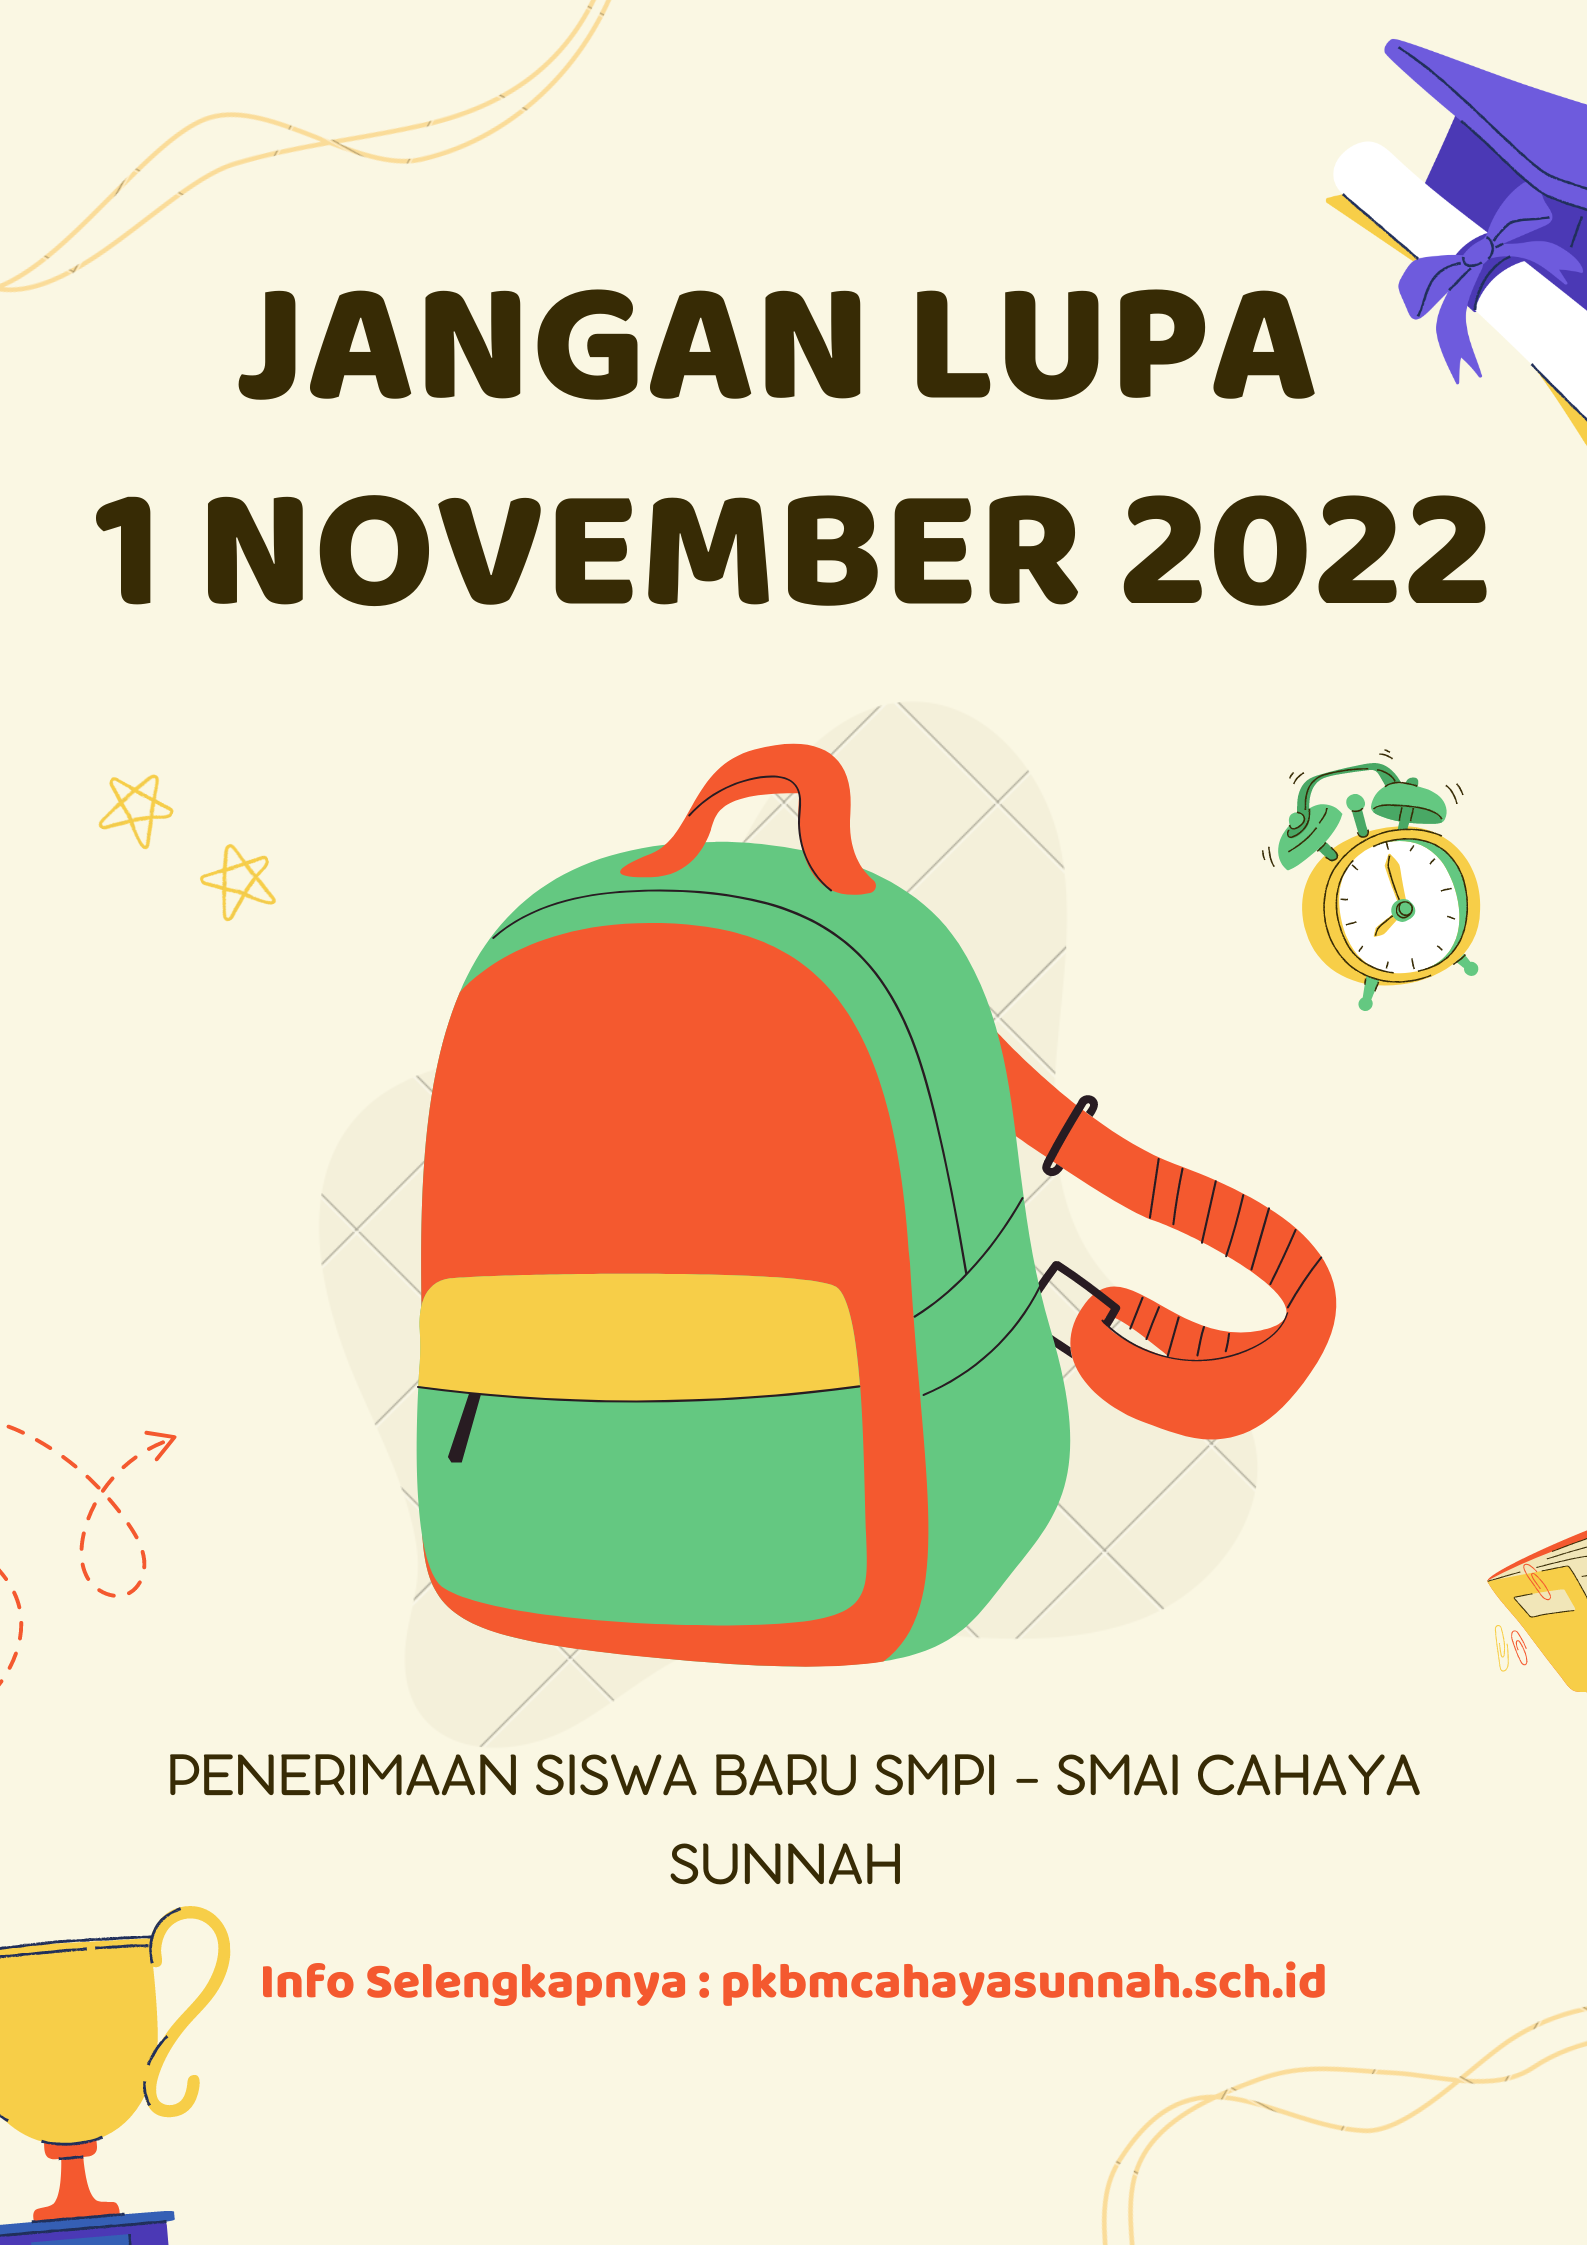 JANGAN LUPA
1 NOVEMBER 2022
PENERIMAAN SISWA BARU SMPI - SMAI CAHAYA
SUNNAH
Info Selengkapnya : pkbmcahayasunnah.sch.id